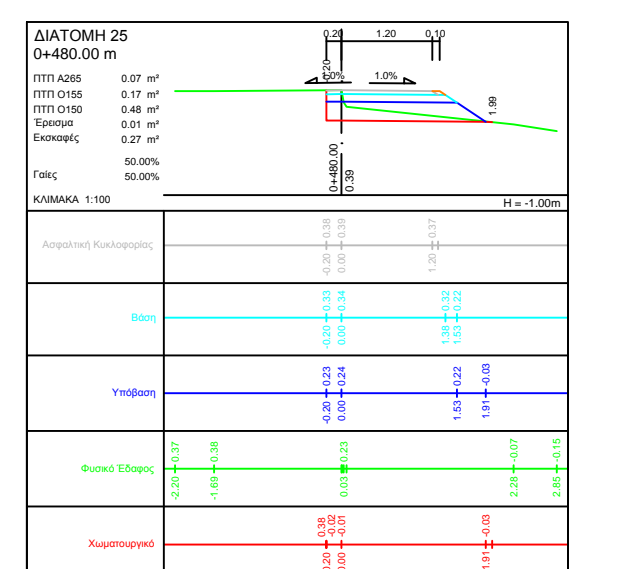 ΔΙΑΤΟΜΗ 25
0+480.00 m
ΠΤΠ Α265 0.07 m²
ΠΤΠ Ο155 0.17 m²
ΠΤΠ Ο150 0.48 m²
Έρεισμα 0.01 m²
Εκσκαφές 0.27 m²
50.00%
Γαίες 50.00%
ΚΛΙΜΑΚΑ 1:100
0.20 1.20 0.10
0.20
1.0% 1.0%
1.99
0+480.00
0.39
H = -1.00m
Ασφαλτική Κυκλοφορίας
0.38 0.39 0.37
-0.20 0.00 1.20
Βάση
0.33 0.34 0.32 0.22
-0.20 0.00 1.38 1.53
Υπόβαση
0.23 0.24 0.22 -0.03
-0.20 0.00 1.53 1.91
Φυσικό Έδαφος
0.37 0.38 0.23 -0.07 -0.15
-2.20 -1.69 0.03 2.28 2.85
Χωματουργικό
0.38 -0.02 -0.01 -0.03
0.20 0.00 1.91